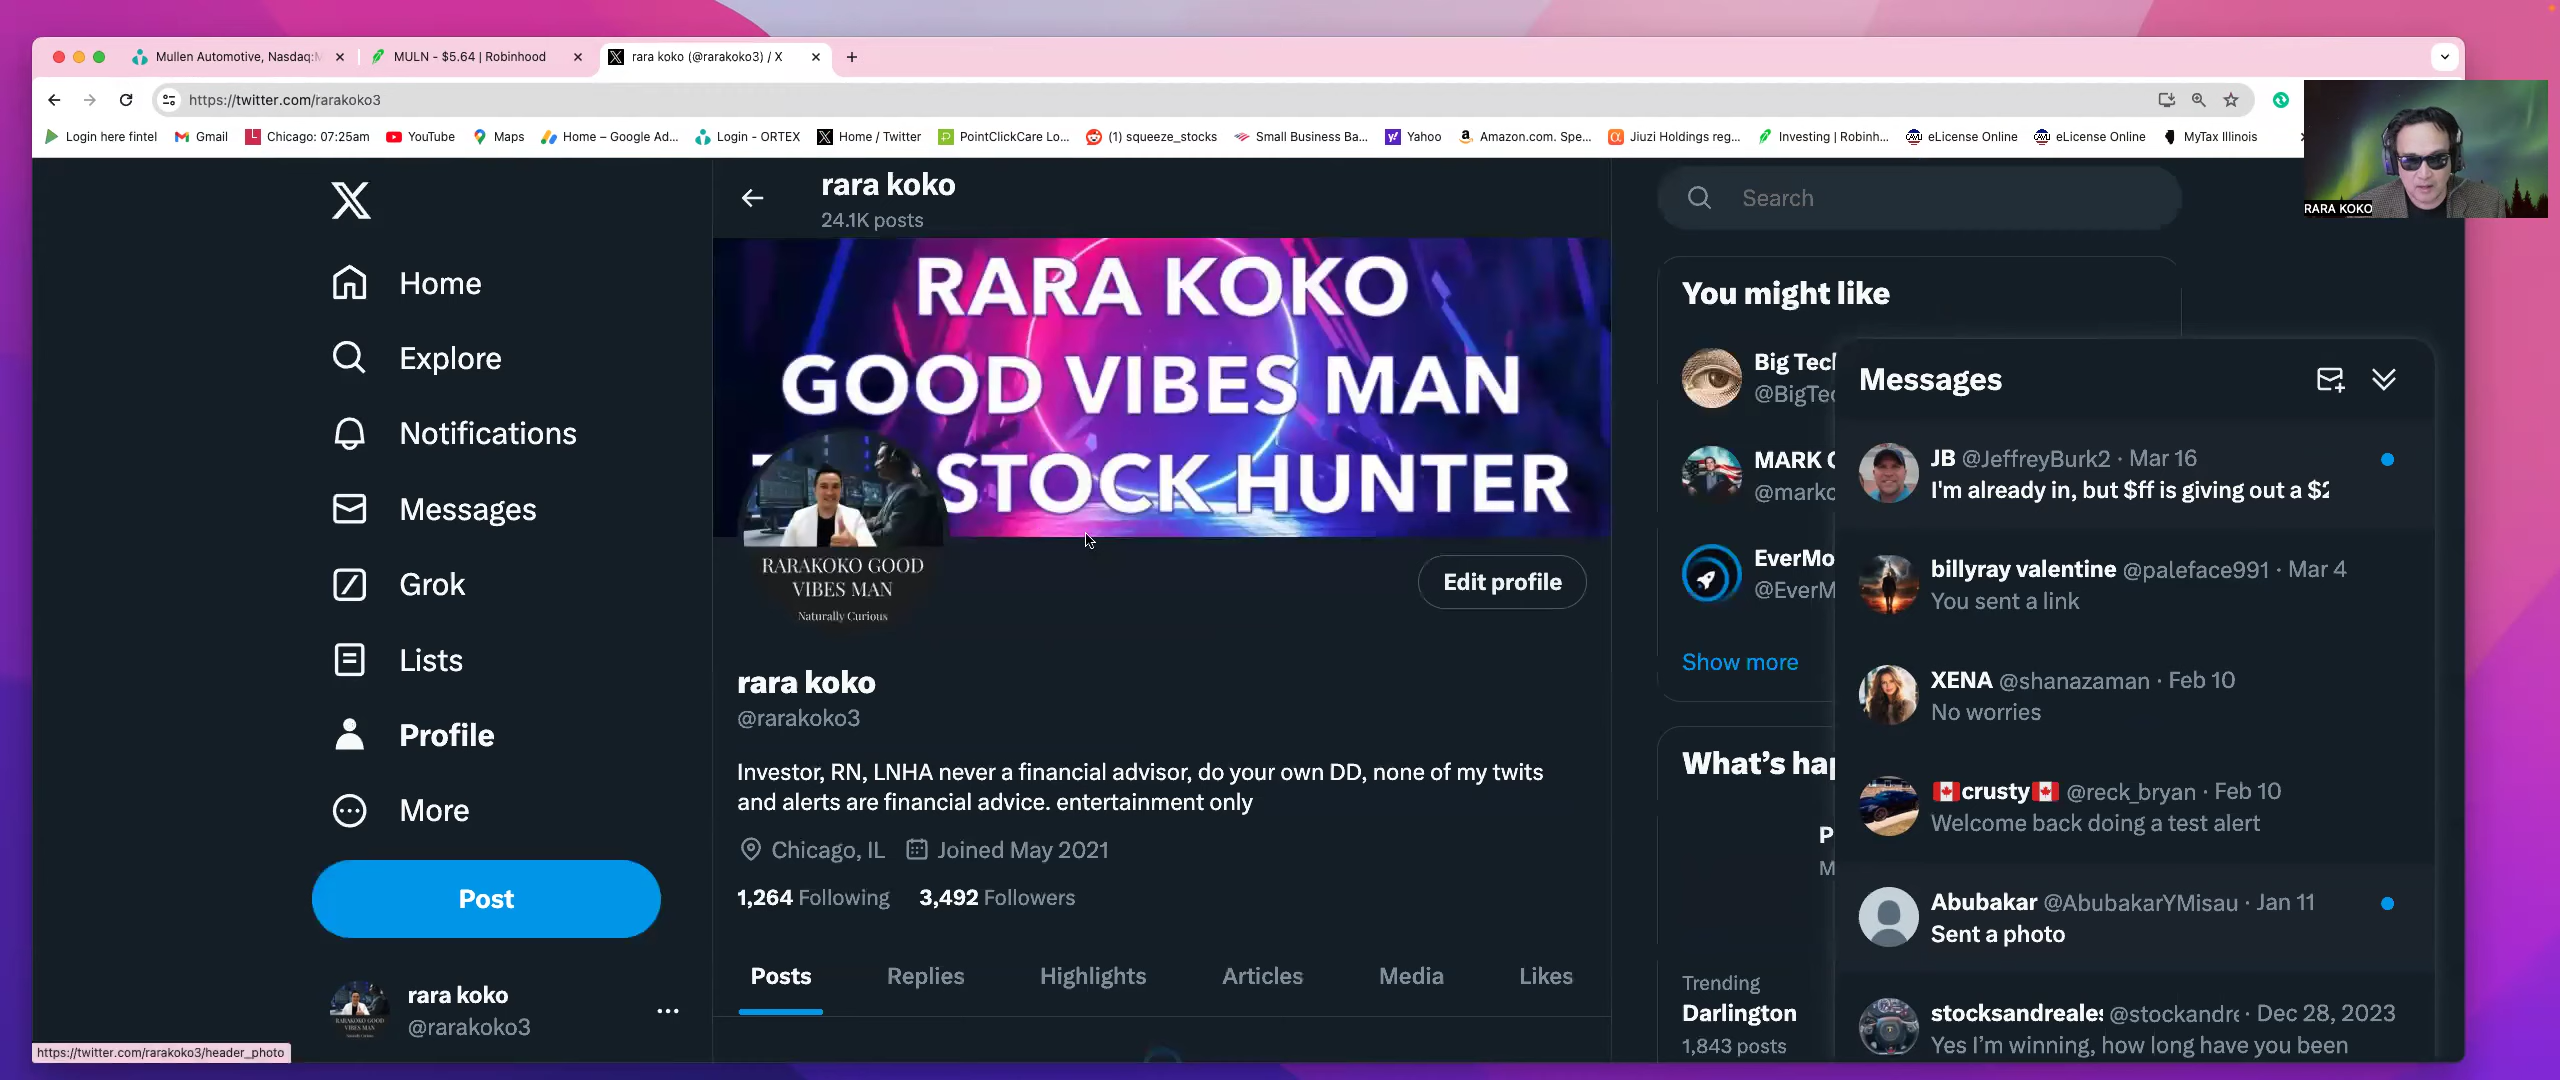 Mullen Automotive, Nasdaq:
MULN - $5.64 | Robinhood
rara koko (@rarakoko3) / X
https://twitter.com/rarakoko3
Login here fintel
Gmail
Chicago: 07:25am
YouTube
Maps
Home – Google Ad...
Login - ORTEX
Home / Twitter
PointClickCare Lo...
(1) squeeze_stocks
Small Business Ba...
Yahoo
Amazon.com. Spe...
Jiuzi Holdings reg...
Investing | Robinh...
eLicense Online
eLicense Online
MyTax Illinois
RARA KOKO
Home
Explore
Notifications
Messages
Grok
Lists
Profile
More
Post
rara koko
@rarakoko3
https://twitter.com/rarakoko3/header_photo
rara koko
24.1K posts
RARA KOKO
GOOD VIBES MAN
STOCK HUNTER
RARAKOKO GOOD
VIBES MAN
Naturally Curious
Edit profile
rara koko
@rarakoko3
Investor, RN, LNHA never a financial advisor, do your own DD, none of my twits
and alerts are financial advice. entertainment only
Chicago, IL Joined May 2021
1,264 Following 3,492 Followers
Posts Replies Highlights Articles Media Likes
Search
You might like
Big Tech
@BigTec
MARK
@markc
EverMo
@EverM
Show more
What's hap
P
M
Trending
Darlington
1,843 posts
Messages
JB @JeffreyBurk2 · Mar 16
I'm already in, but $ff is giving out a $2
billyray valentine @paleface991 · Mar 4
You sent a link
XENA @shanazaman · Feb 10
No worries
crusty @reck_bryan · Feb 10
Welcome back doing a test alert
Abubakar @AbubakarYMisau · Jan 11
Sent a photo
stocksandreales @stockandre · Dec 28, 2023
Yes I'm winning, how long have you been